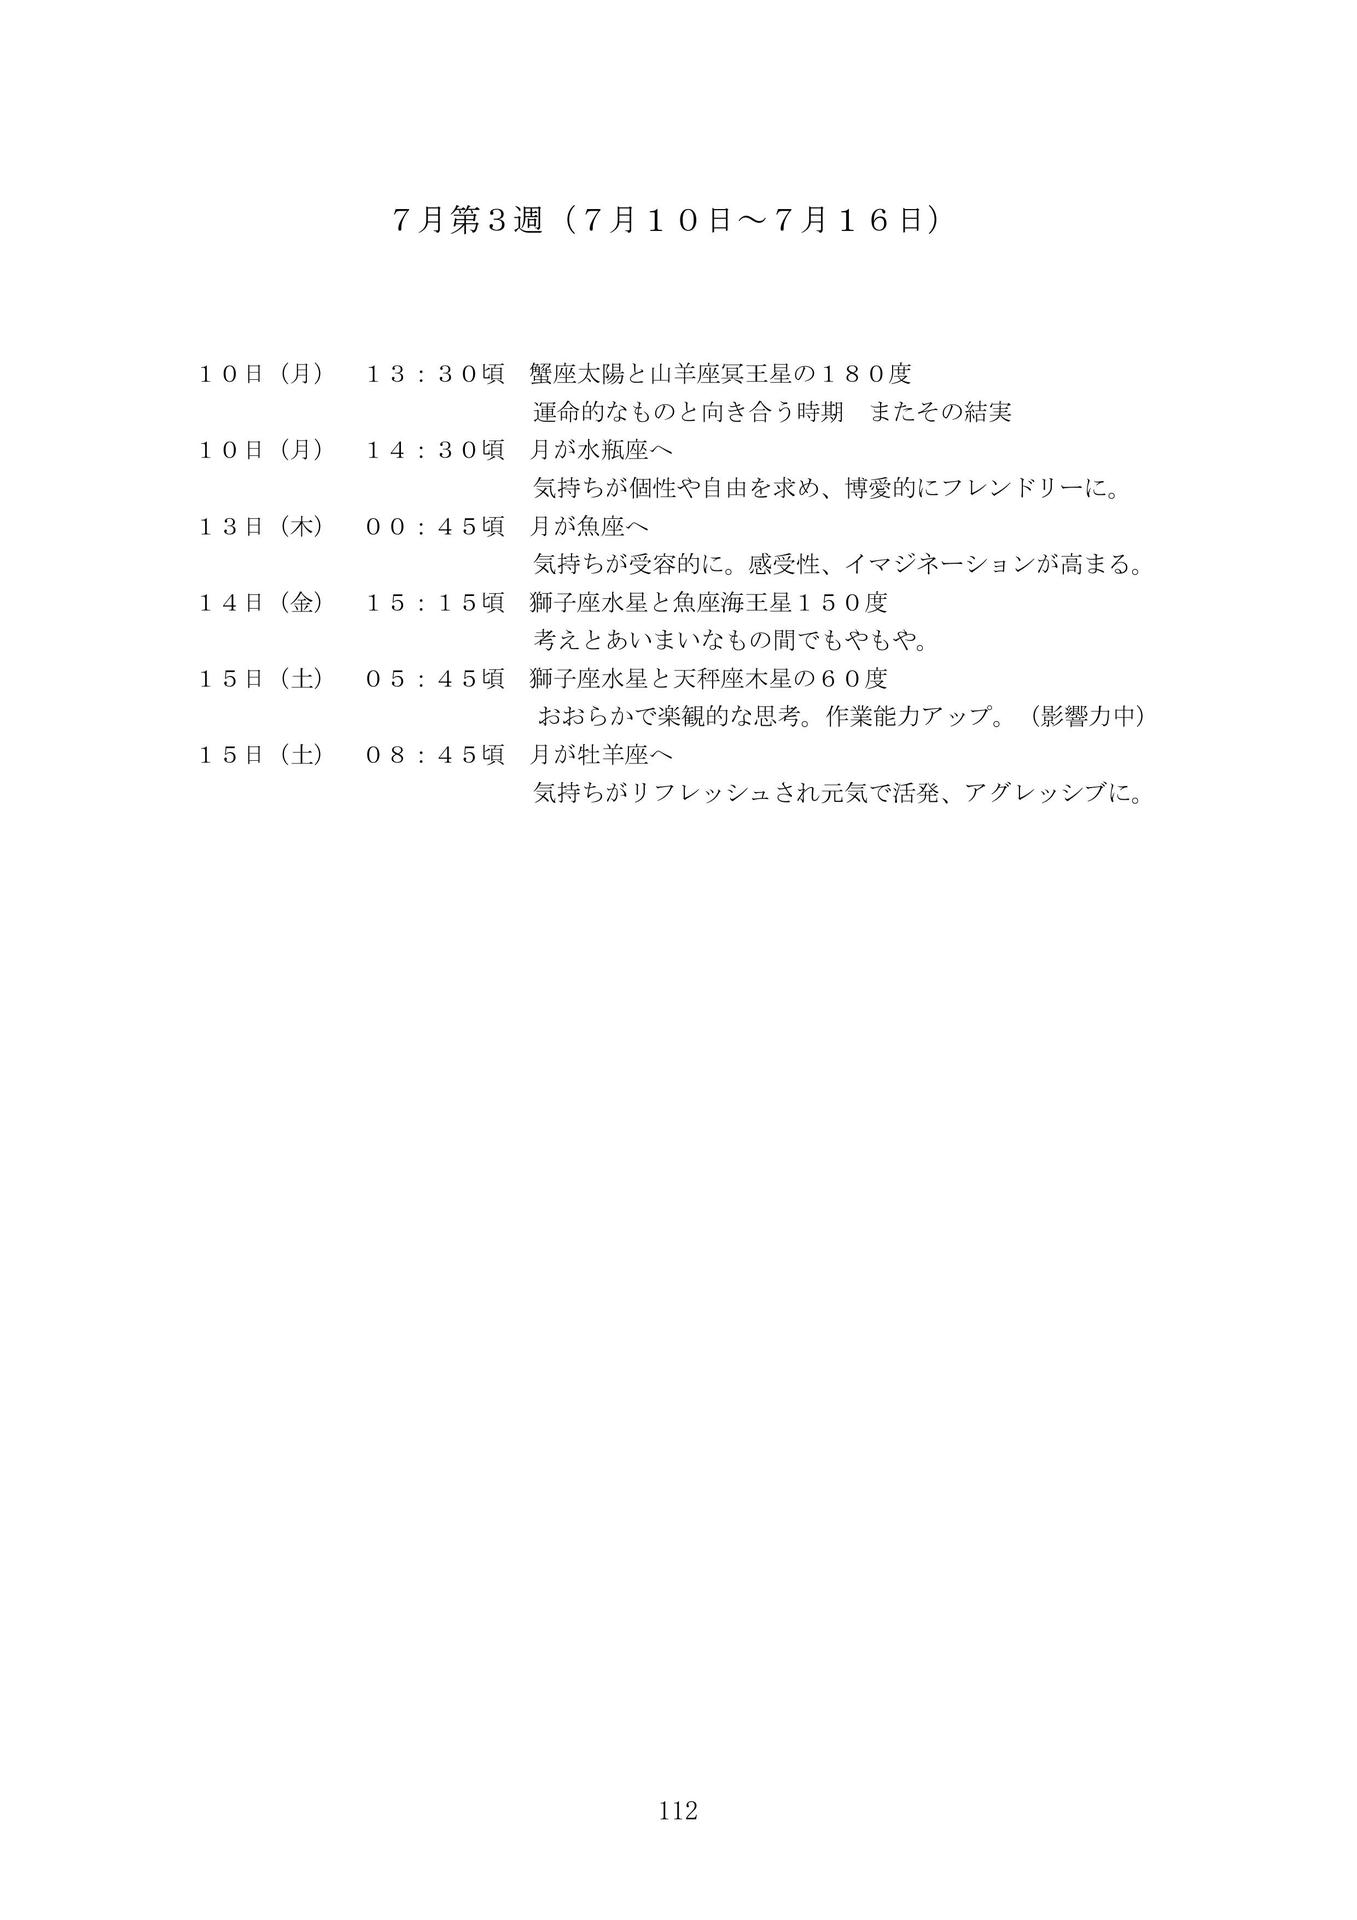 ７月第３週（７月１０日～７月１６日）
１０日（月）　１３：３０頃　蟹座太陽と山羊座冥王星の１８０度
運命的なものと向き合う時期　またその結実
１０日（月）　１４：３０頃　月が水瓶座へ
気持ちが個性や自由を求め、博愛的にフレンドリーに。
１３日（木）　００：４５頃　月が魚座へ
気持ちが受容的に。感受性、イマジネーションが高まる。
１４日（金）　１５：１５頃　獅子座水星と魚座海王星１５０度
考えとあいまいなもの間でもやもや。
１５日（土）　０５：４５頃　獅子座水星と天秤座木星の６０度
おおらかで楽観的な思考。作業能力アップ。（影響力中）
１５日（土）　０８：４５頃　月が牡羊座へ
気持ちがリフレッシュされ元気で活発、アグレッシブに。
112